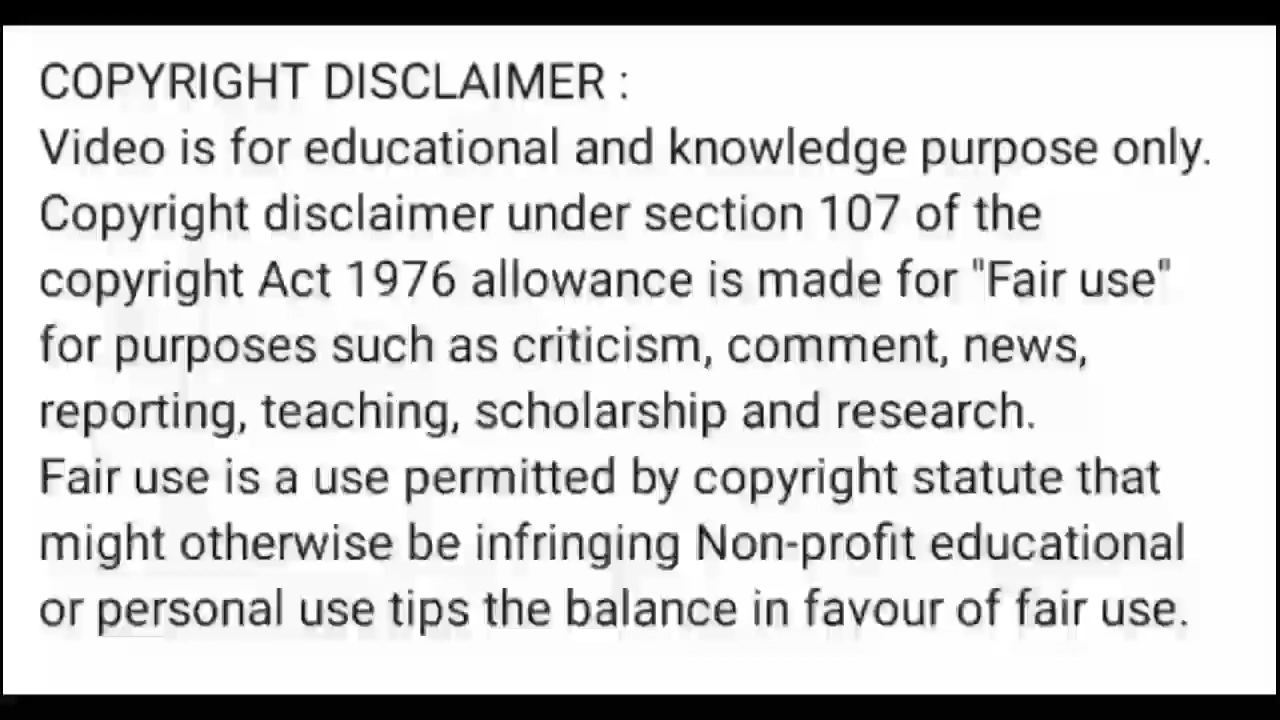 COPYRIGHT DISCLAIMER :
Video is for educational and knowledge purpose only.
Copyright disclaimer under section 107 of the
copyright Act 1976 allowance is made for "Fair use"
for purposes such as criticism, comment, news,
reporting, teaching, scholarship and research.
Fair use is a use permitted by copyright statute that
might otherwise be infringing Non-profit educational
or personal use tips the balance in favour of fair use.